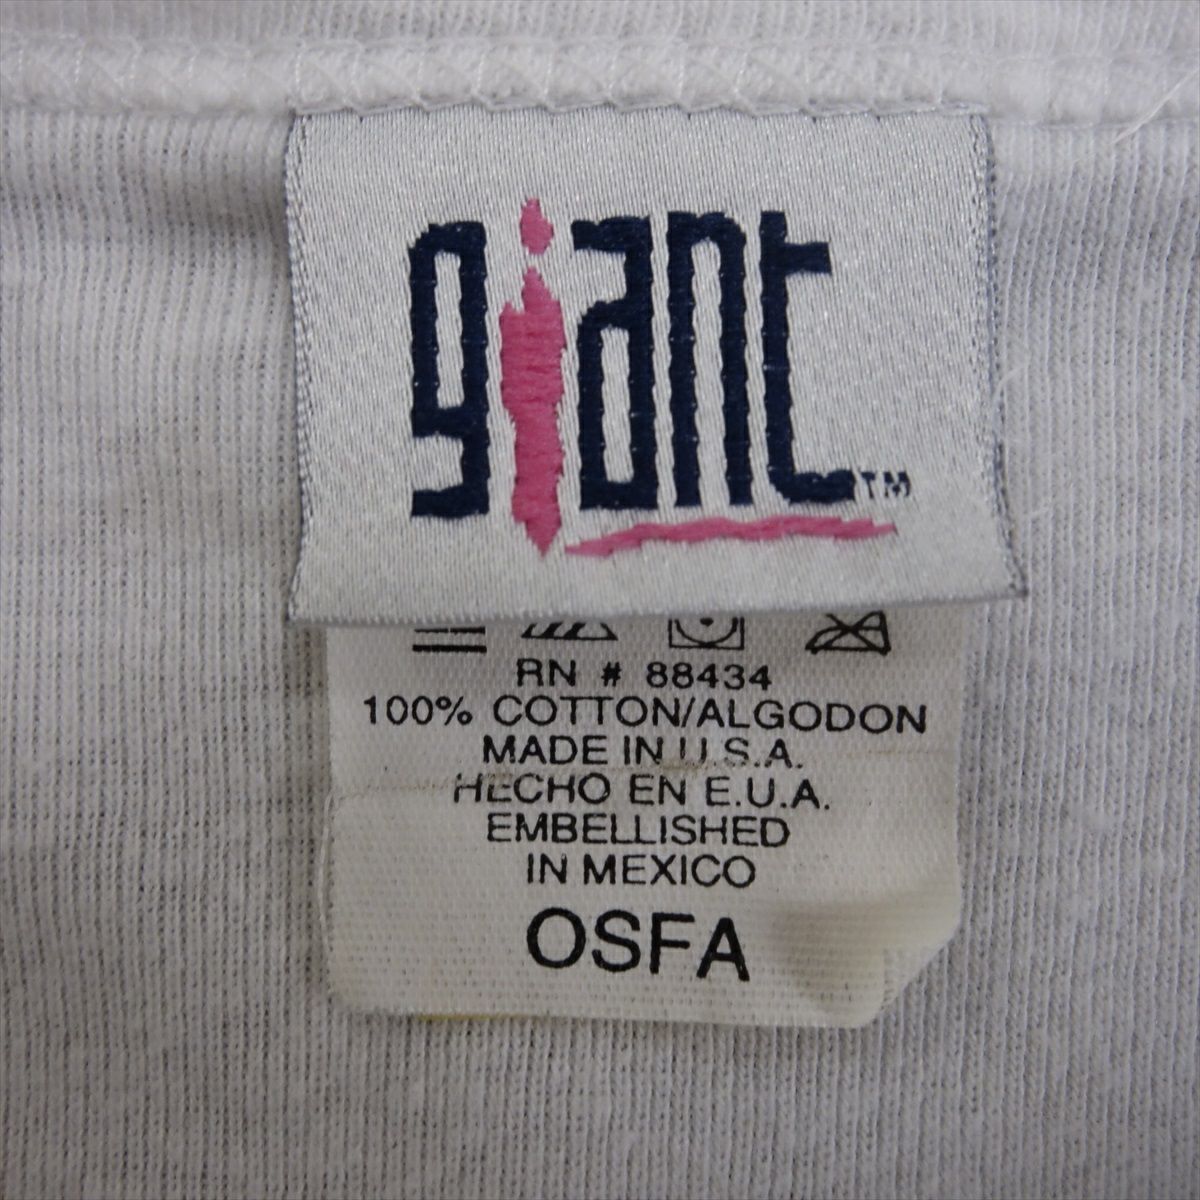 giant™
RN # 88434
100% COTTON/ALGODON
MADE IN U.S.A.
HECHO EN E.U.A.
EMBELLISHED
IN MEXICO
OSFA